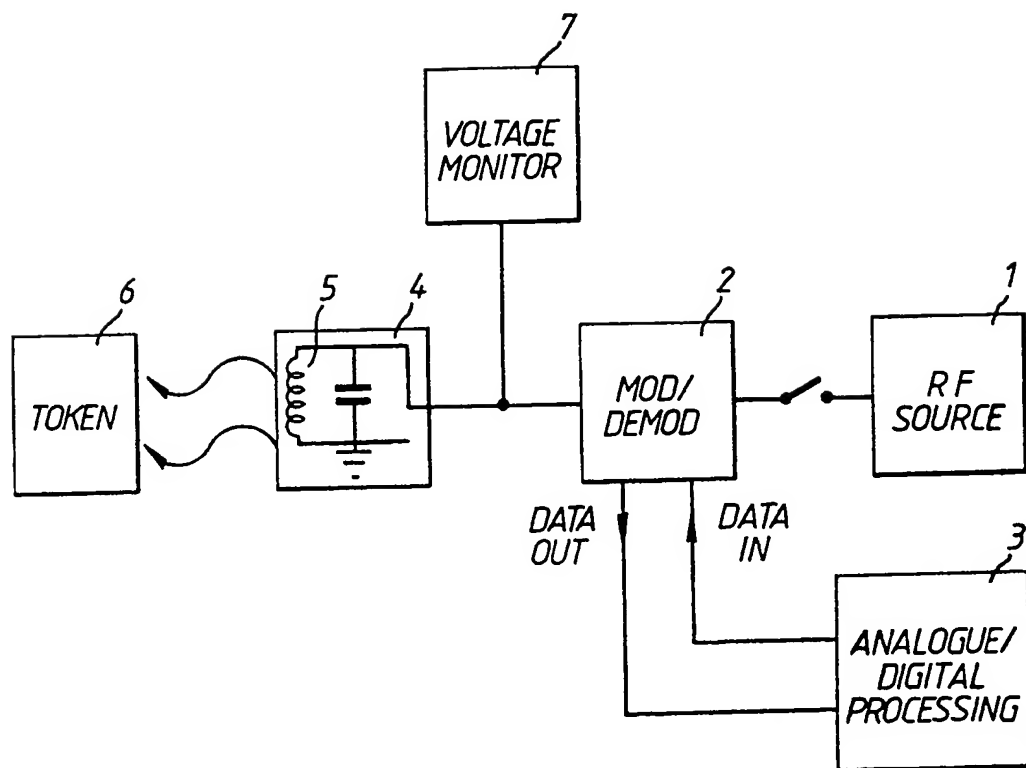 7
VOLTAGE
MONITOR
6
TOKEN
5
4
2
MOD/
DEMOD
1
RF
SOURCE
DATA
OUT
DATA
IN
3
ANALOGUE/
DIGITAL
PROCESSING